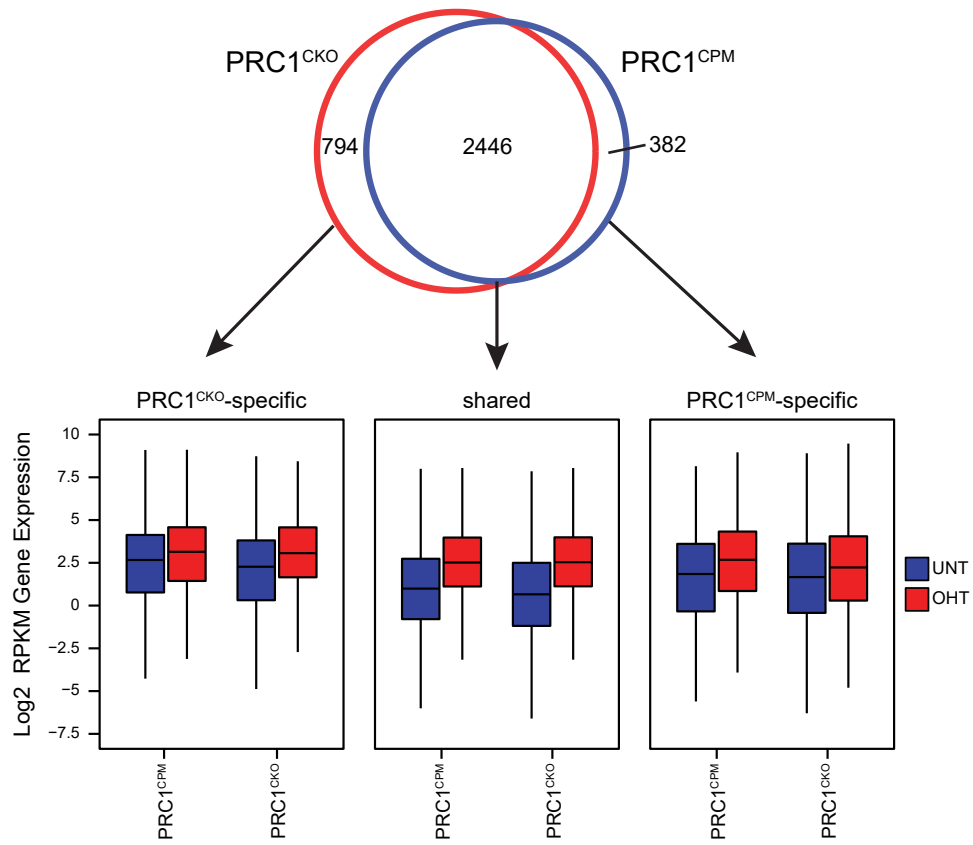 PRC1CKO
PRC1CPM
794
2446
382
PRC1CKO-specific
shared
PRC1CPM-specific
Log2 RPKM Gene Expression
10
7.5
5
2.5
0
−2.5
−5
−7.5
UNT
OHT
PRC1CPM
PRC1CKO
PRC1CPM
PRC1CKO
PRC1CPM
PRC1CKO